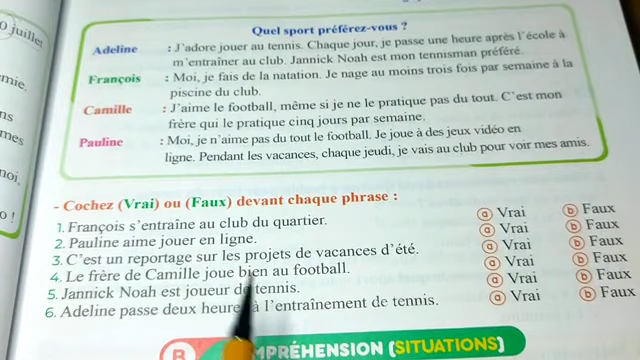 0 juillet
Quel sport préférez-vous ?
Adeline : J'adore jouer au tennis. Chaque jour, je passe une heure après l'école à
m'entraîner au club. Jannick Noah est mon tennisman préféré.
François : Moi, je fais de la natation. Je nage au moins trois fois par semaine à la
piscine du club.
Camille : J'aime le football, même si je ne le pratique pas du tout. C'est mon
frère qui le pratique cinq jours par semaine.
Pauline : Moi, je n'aime pas du tout le football. Je joue à des jeux vidéo en
ligne. Pendant les vacances, chaque jeudi, je vais au club pour voir mes amis.
mie.
ns
mes
noi,
o !
- Cochez (Vrai) ou (Faux) devant chaque phrase :
1. François s'entraîne au club du quartier. a Vrai b Faux
2. Pauline aime jouer en ligne. a Vrai b Faux
3. C'est un reportage sur les projets de vacances d'été. a Vrai b Faux
4. Le frère de Camille joue bien au football. a Vrai b Faux
5. Jannick Noah est joueur de tennis. a Vrai b Faux
6. Adeline passe deux heures à l'entraînement de tennis. a Vrai b Faux
B MPRÉHENSION (SITUATIONS)